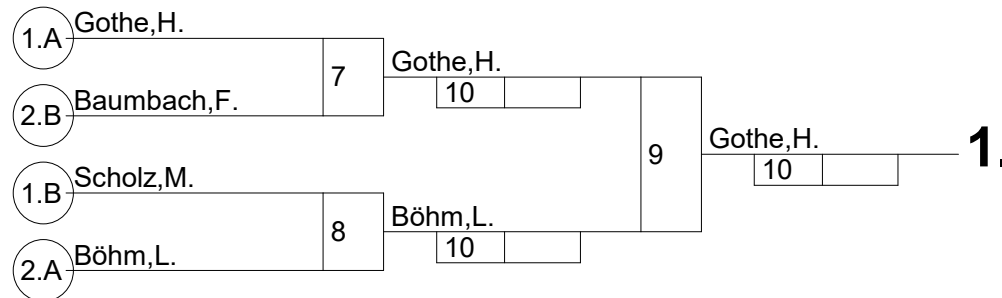 1.A Gothe,H.
7 Gothe,H.
10
2.B Baumbach,F.
9 Gothe,H. 1.
10
1.B Scholz,M.
8 Böhm,L.
10
2.A Böhm,L.